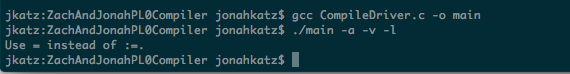 jkatz:ZachAndJonahPL0Compiler jonahkatz$ gcc CompileDriver.c -o main
jkatz:ZachAndJonahPL0Compiler jonahkatz$ ./main -a -v -l
Use = instead of :=.
jkatz:ZachAndJonahPL0Compiler jonahkatz$